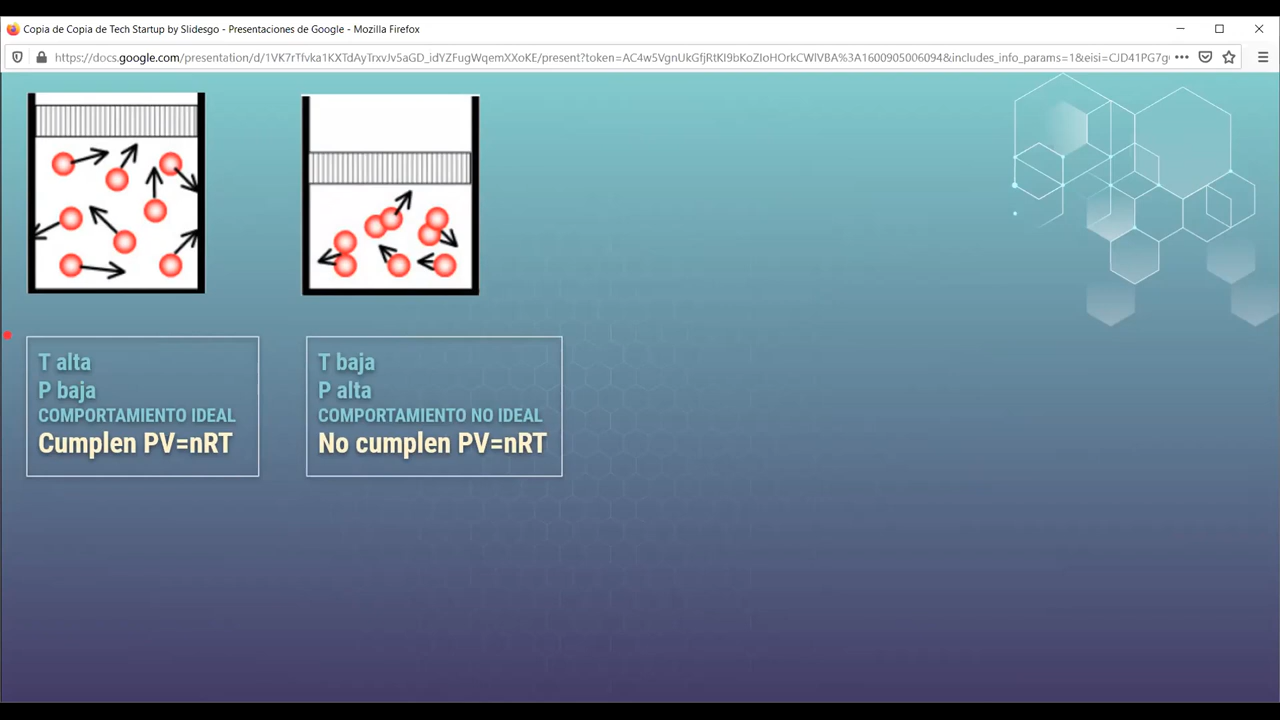 Copia de Copia de Tech Startup by Slidesgo - Presentaciones de Google - Mozilla Firefox
https://docs.google.com/presentation/d/1VK7rTfvka1KXTdAyTrxvJv5aGD_idYZFugWqemXXoKE/present?token=AC4w5VgnUkGfjRtKI9bKoZIoHOrkCWlVBA%3A1600905006094&includes_info_params=1&eisi=CJD41PG7g
T alta
P baja
COMPORTAMIENTO IDEAL
Cumplen PV=nRT
T baja
P alta
COMPORTAMIENTO NO IDEAL
No cumplen PV=nRT